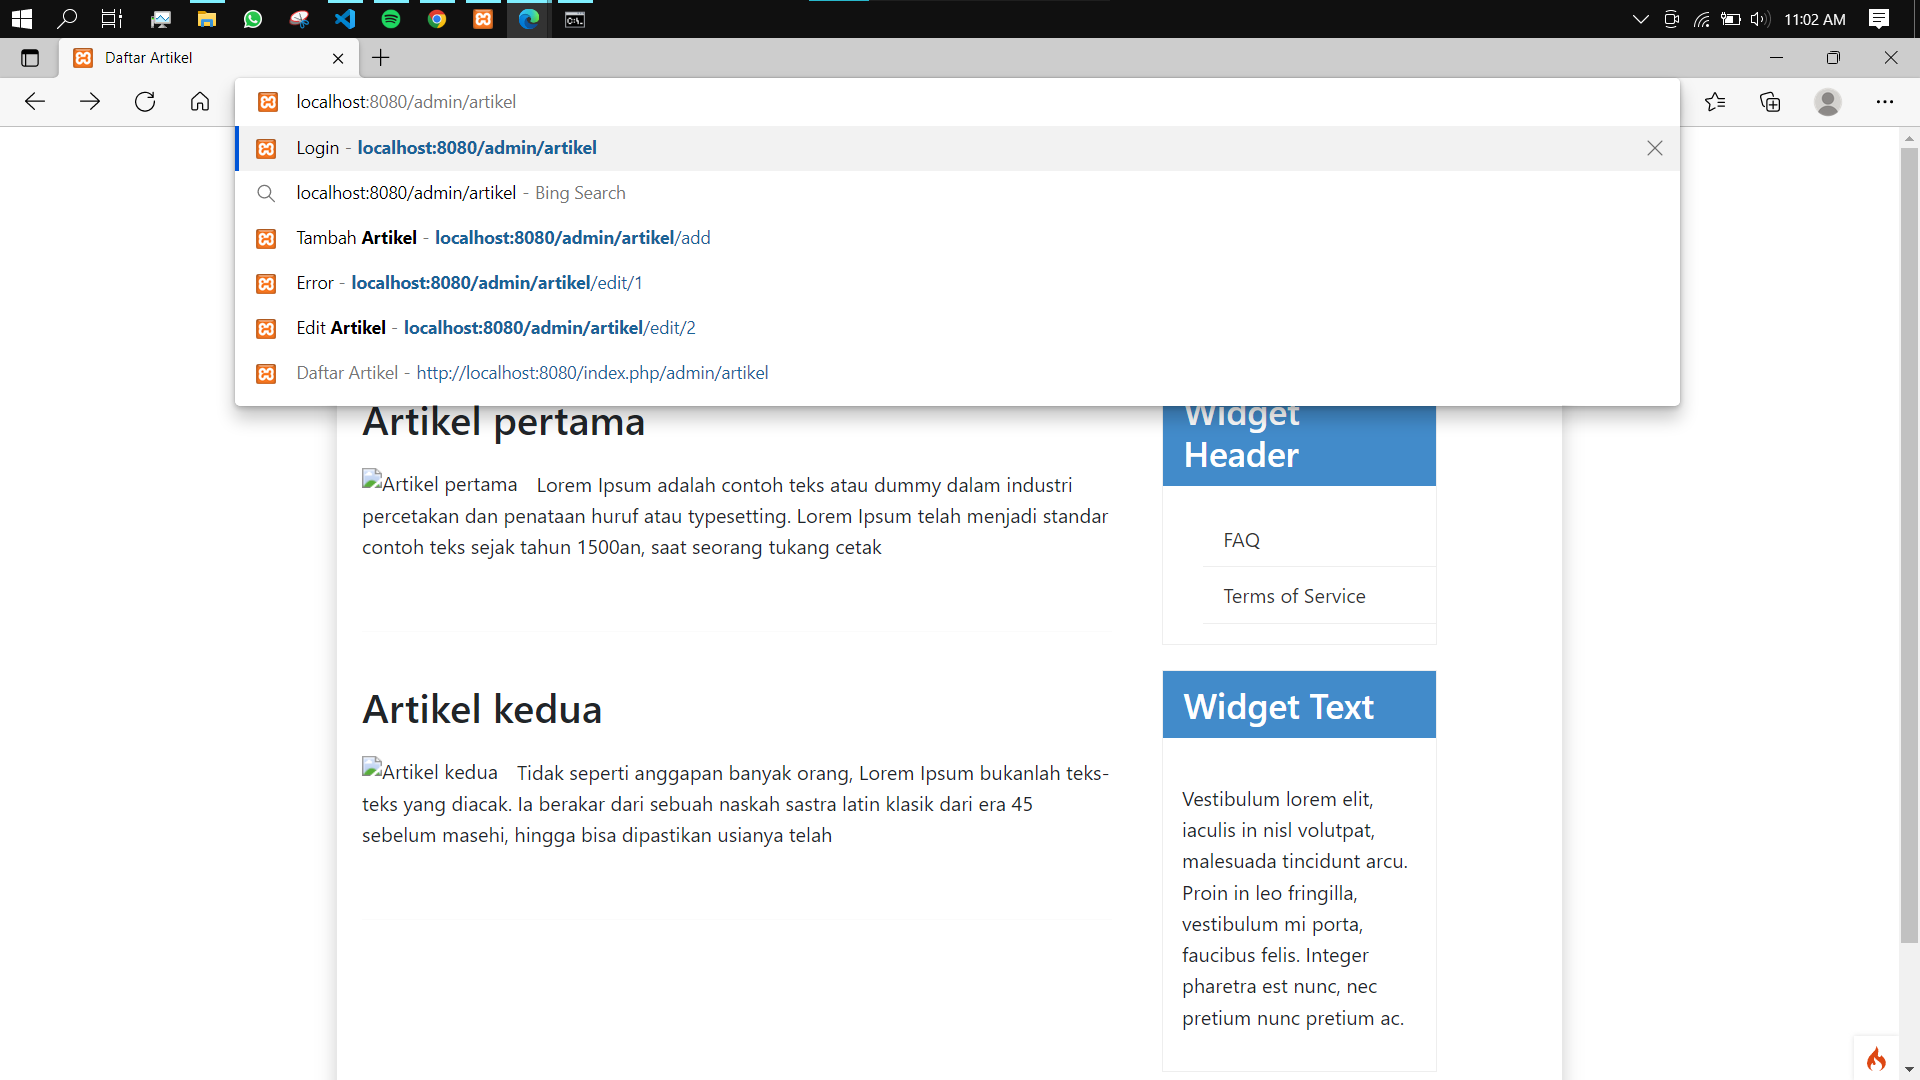 11:02 AM
Daftar Artikel
localhost:8080/admin/artikel
Login - localhost:8080/admin/artikel
localhost:8080/admin/artikel - Bing Search
Tambah Artikel - localhost:8080/admin/artikel/add
Error - localhost:8080/admin/artikel/edit/1
Edit Artikel - localhost:8080/admin/artikel/edit/2
Daftar Artikel - http://localhost:8080/index.php/admin/artikel
Artikel pertama
Artikel pertama Lorem Ipsum adalah contoh teks atau dummy dalam industri
percetakan dan penataan huruf atau typesetting. Lorem Ipsum telah menjadi standar
contoh teks sejak tahun 1500an, saat seorang tukang cetak
Artikel kedua
Artikel kedua Tidak seperti anggapan banyak orang, Lorem Ipsum bukanlah teks-
teks yang diacak. Ia berakar dari sebuah naskah sastra latin klasik dari era 45
sebelum masehi, hingga bisa dipastikan usianya telah
Widget
Header
FAQ
Terms of Service
Widget Text
Vestibulum lorem elit,
iaculis in nisl volutpat,
malesuada tincidunt arcu.
Proin in leo fringilla,
vestibulum mi porta,
faucibus felis. Integer
pharetra est nunc, nec
pretium nunc pretium ac.